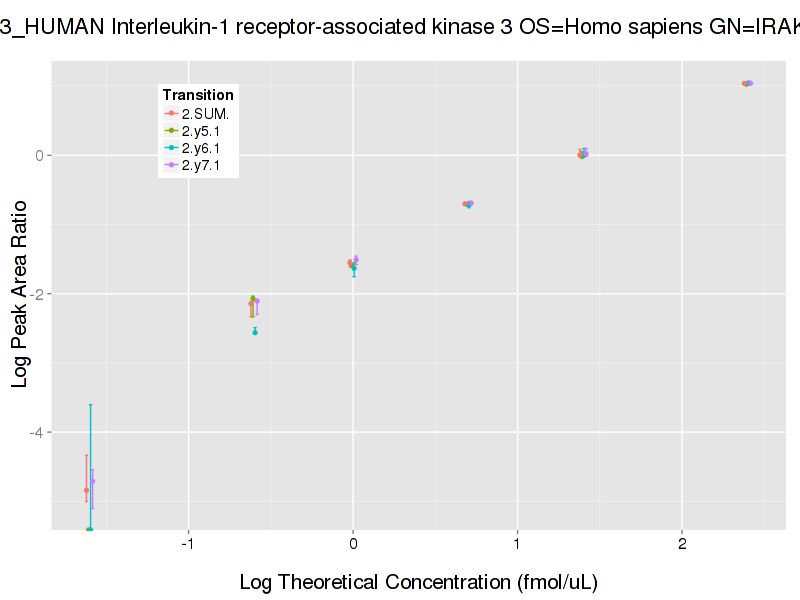 3_HUMAN Interleukin-1 receptor-associated kinase 3 OS=Homo sapiens GN=IRAK
Transition
2.SUM.
2.y5.1
2.y6.1
2.y7.1
0
-2
-4
Log Peak Area Ratio
-1
0
1
2
Log Theoretical Concentration (fmol/uL)